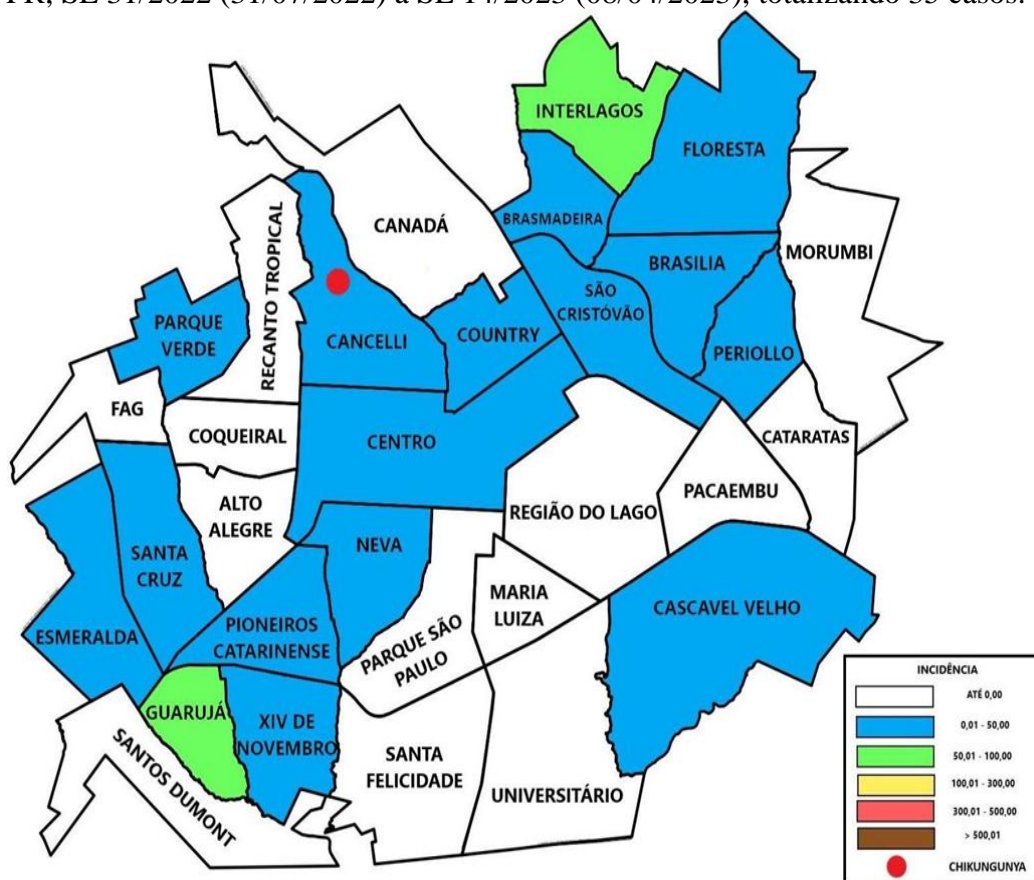 PR, SE 31/2022 (31/07/2022) a SE 14/2023 (08/04/2023), totalizando 35 casos.
INTERLAGOS
FLORESTA
BRASMADEIRA
CANADÁ
RECANTO TROPICAL
MORUMBI
BRASILIA
SÃO
CRISTÓVÃO
PARQUE
VERDE
CANCELLI
COUNTRY
PERIOLLO
FAG
COQUEIRAL
CENTRO
CATARATAS
ALTO
ALEGRE
REGIÃO DO LAGO
PACAEMBU
SANTA
CRUZ
NEVA
MARIA
LUIZA
CASCAVEL VELHO
ESMERALDA
PIONEIROS
CATARINENSE
PARQUE SÃO
PAULO
GUARUJÁ
XIV DE
NOVEMBRO
SANTOS DUMONT
SANTA
FELICIDADE
UNIVERSITÁRIO
INCIDÊNCIA
ATÉ 0,00
0,01 - 50,00
50,01 - 100,00
100,01 - 300,00
300,01 - 500,00
> 500,01
CHIKUNGUNYA